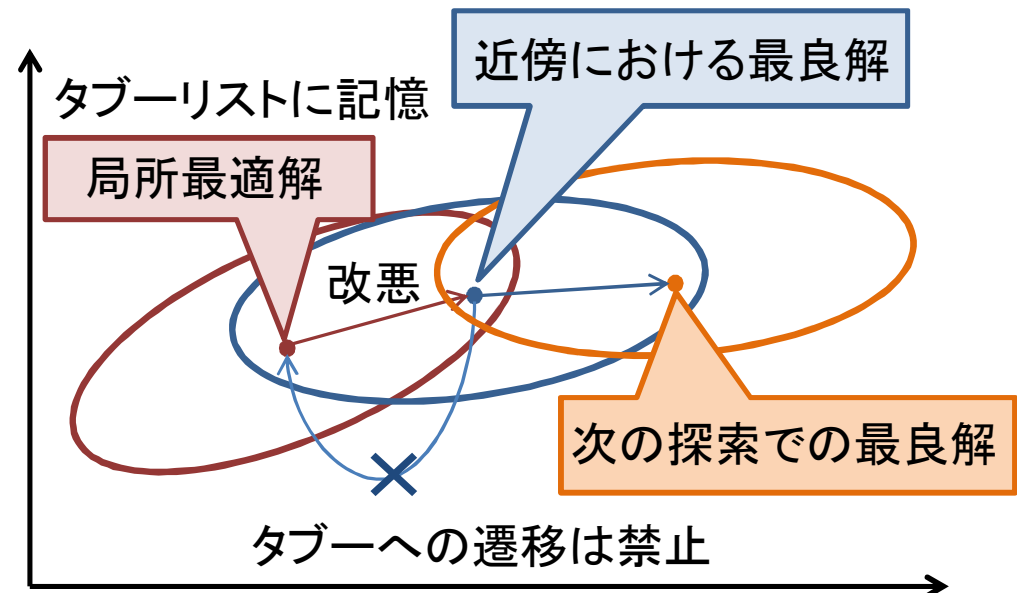 近傍における最良解
タブーリストに記憶
局所最適解
改悪
次の探索での最良解
タブーへの遷移は禁止